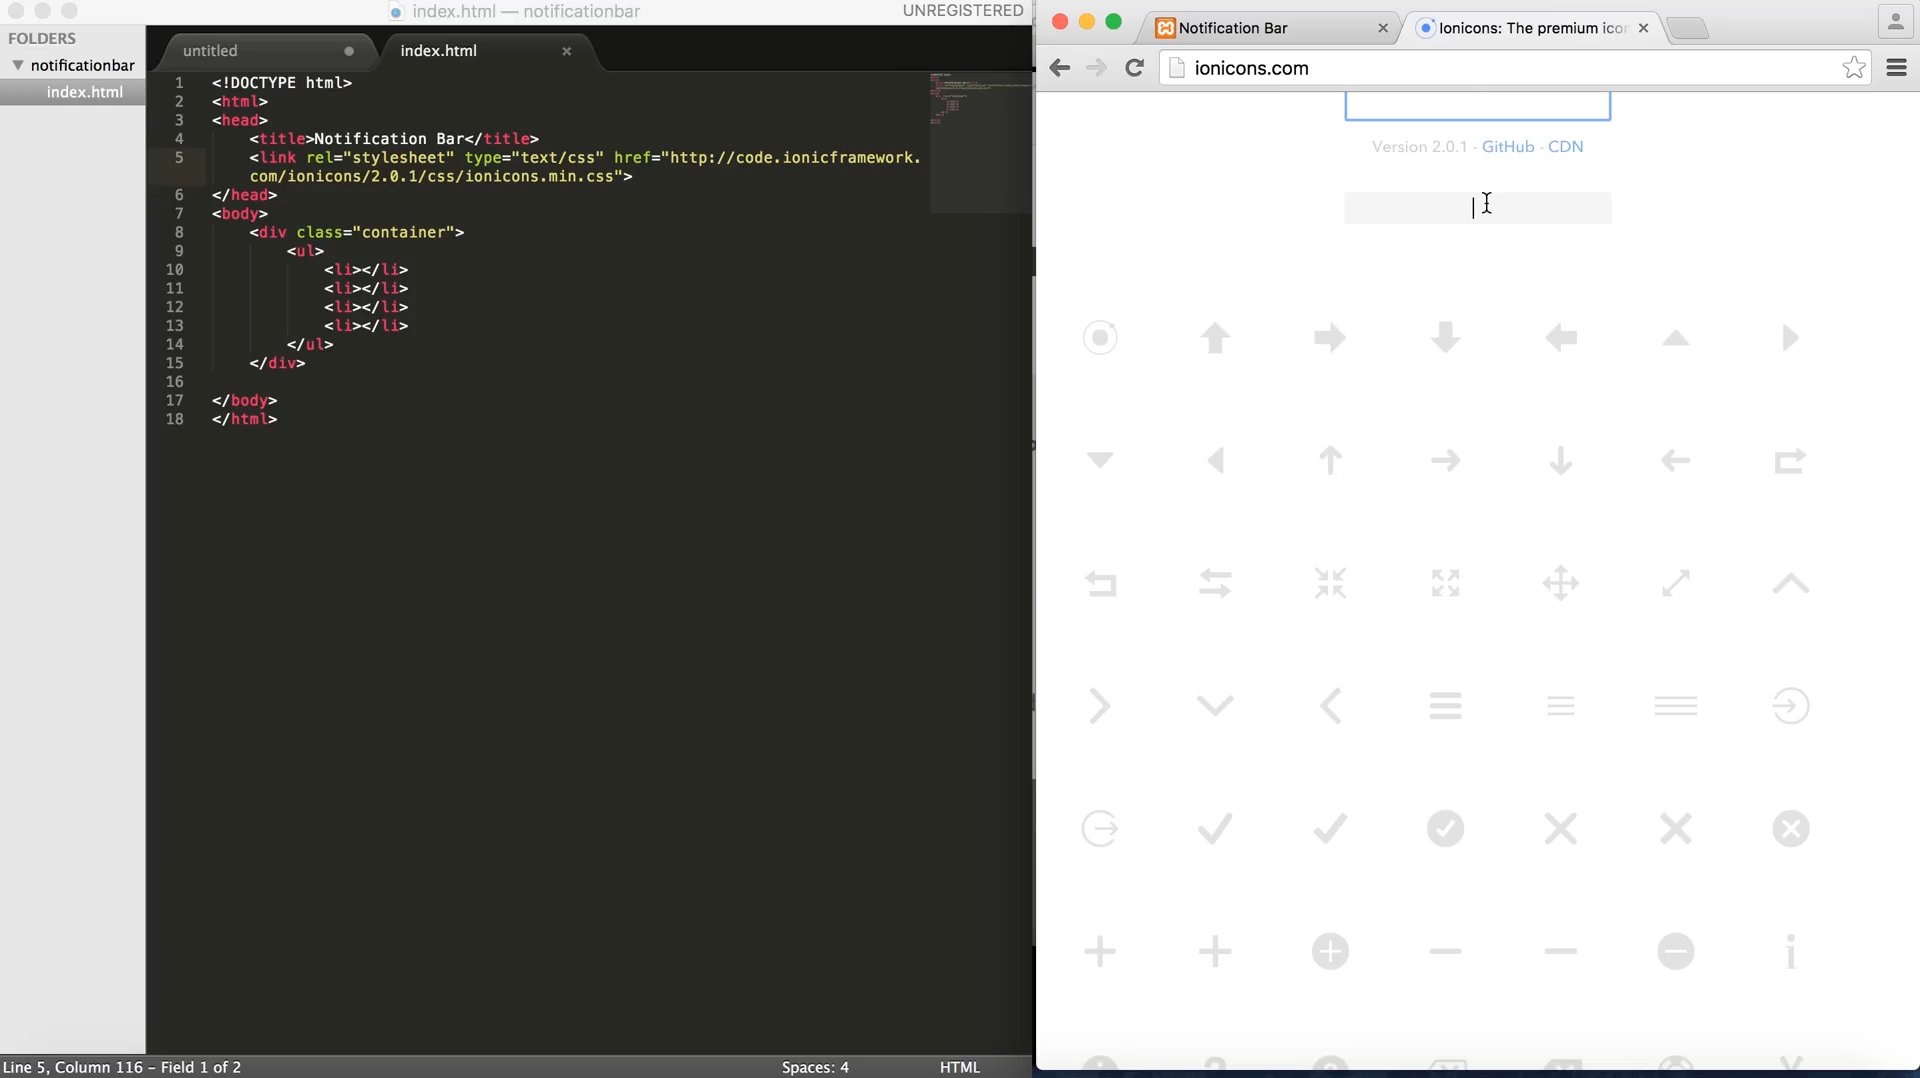 index.html — notificationbar
UNREGISTERED
FOLDERS
notificationbar
index.html
untitled
index.html
1 <!DOCTYPE html>
2 <html>
3 <head>
4 <title>Notification Bar</title>
5 <link rel="stylesheet" type="text/css" href="http://code.ionicframework.
com/ionicons/2.0.1/css/ionicons.min.css">
6 </head>
7 <body>
8 <div class="container">
9 <ul>
10 <li></li>
11 <li></li>
12 <li></li>
13 <li></li>
14 </ul>
15 </div>
16
17 </body>
18 </html>
Line 5, Column 116 – Field 1 of 2
Spaces: 4
HTML
Notification Bar
Ionicons: The premium icor
ionicons.com
Version 2.0.1 - GitHub - CDN